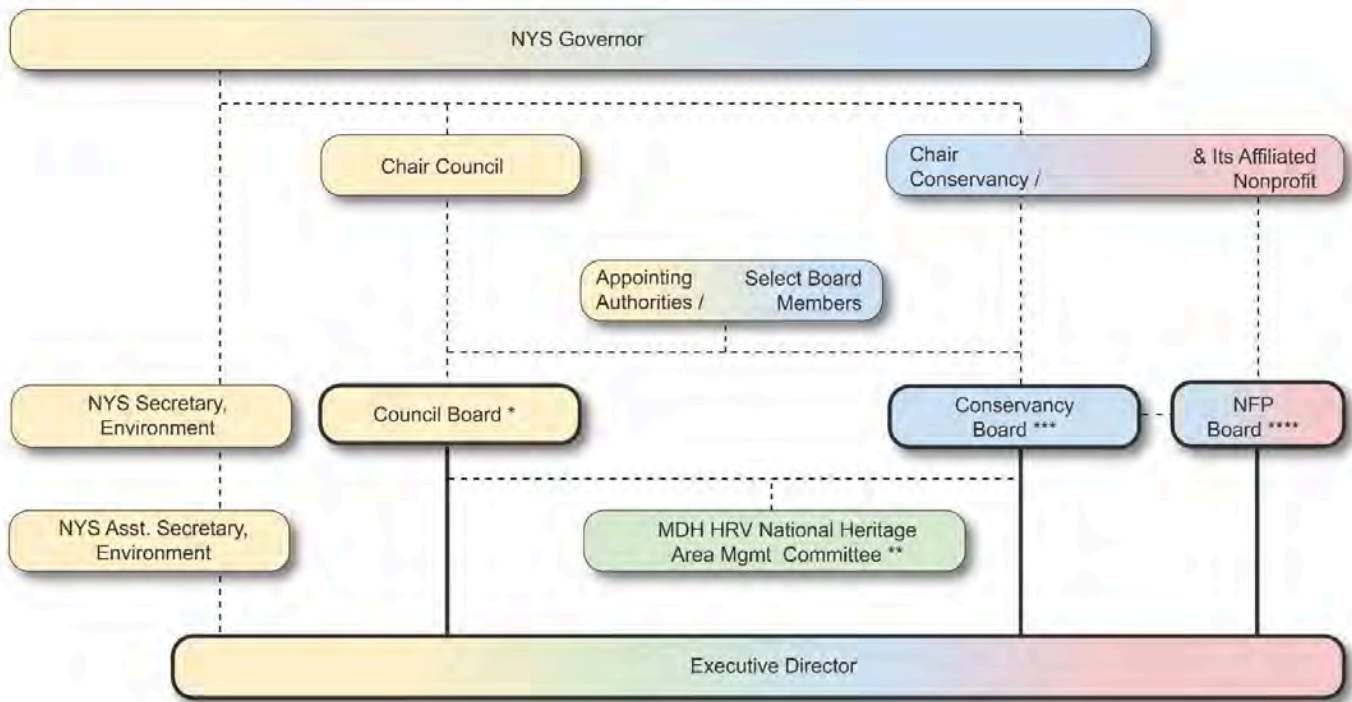 NYS Governor
Chair Council
Chair
Conservancy /
& Its Affiliated
Nonprofit
Appointing
Authorities /
Select Board
Members
NYS Secretary,
Environment
Council Board *
Conservancy
Board ***
NFP
Board ****
NYS Asst. Secretary,
Environment
MDH HRV National Heritage
Area Mgmt Committee **
Executive Director